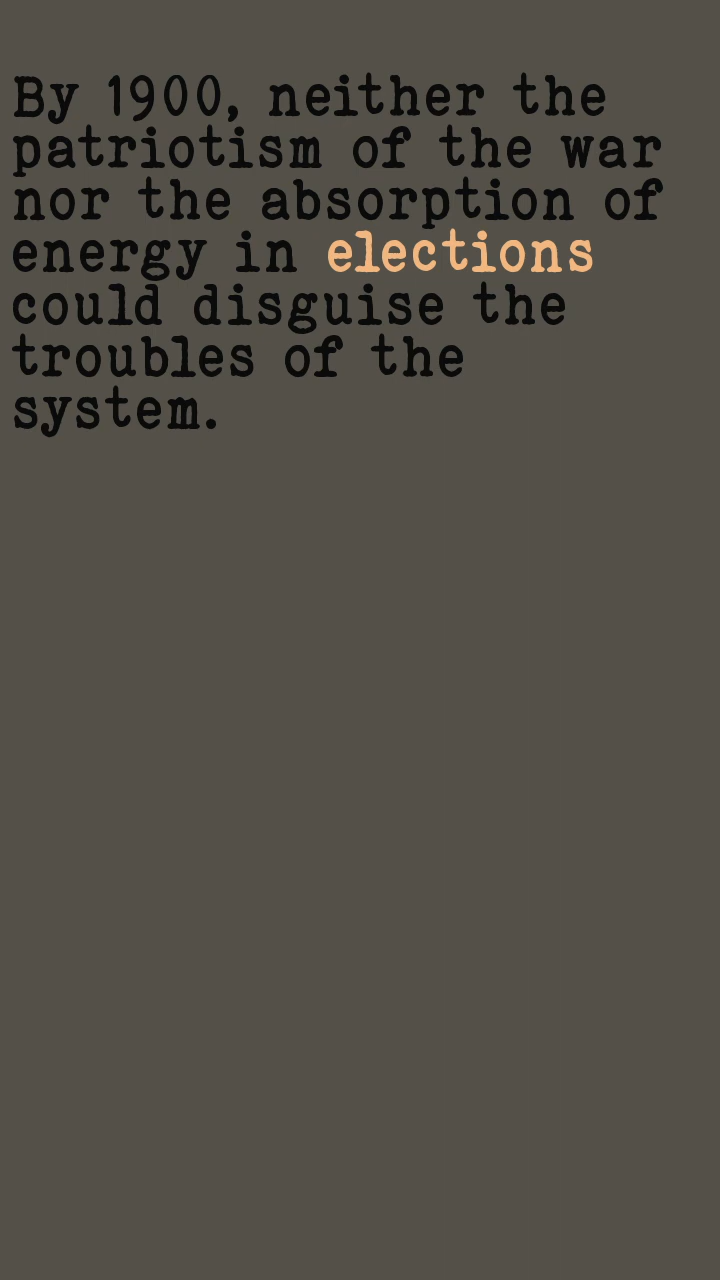 By 1900, neither the
patriotism of the war
nor the absorption of
energy in elections
could disguise the
troubles of the
system.